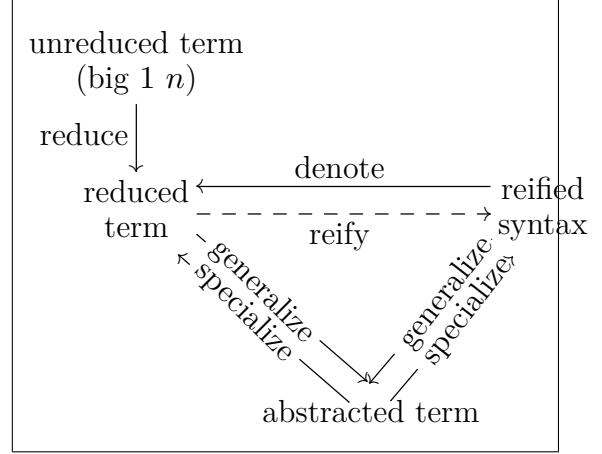 unreduced term
(big 1 n)
reduce
denote
reduced
term
reified
syntax
reify
generalize
specialize
generalize
specialize
abstracted term